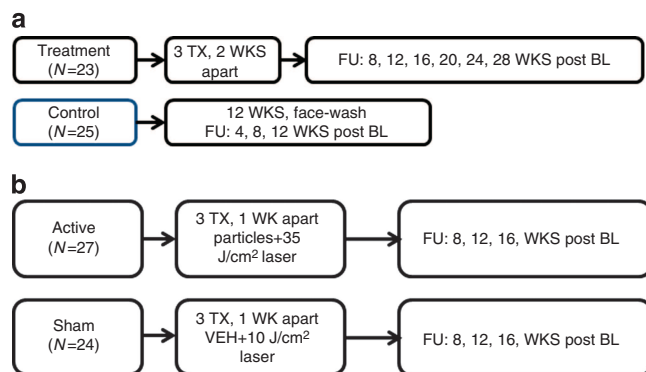 a
Treatment
(N=23)
3 TX, 2 WKS
apart
FU: 8, 12, 16, 20, 24, 28 WKS post BL
Control
(N=25)
12 WKS, face-wash
FU: 4, 8, 12 WKS post BL
b
Active
(N=27)
3 TX, 1 WK apart
particles+35
J/cm² laser
FU: 8, 12, 16, WKS post BL
Sham
(N=24)
3 TX, 1 WK apart
VEH+10 J/cm²
laser
FU: 8, 12, 16, WKS post BL